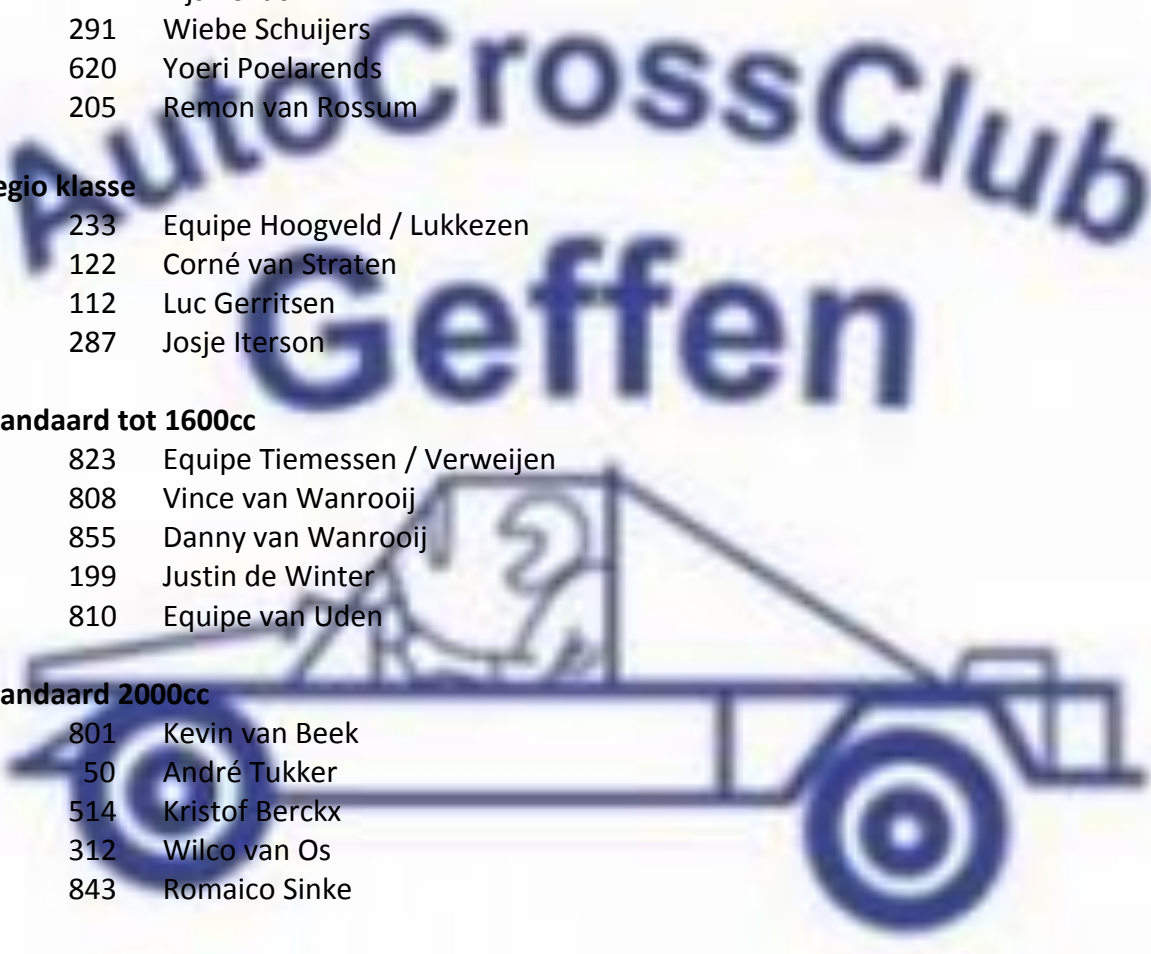 AutoCrossClub
Geffen
291 Wiebe Schuijers
620 Yoeri Poelarends
205 Remon van Rossum
egio klasse
233 Equipe Hoogveld / Lukkezen
122 Corné van Straten
112 Luc Gerritsen
287 Josje Iterson
andaard tot 1600cc
823 Equipe Tiemessen / Verweijen
808 Vince van Wanrooij
855 Danny van Wanrooij
199 Justin de Winter
810 Equipe van Uden
andaard 2000cc
801 Kevin van Beek
50 André Tukker
514 Kristof Berckx
312 Wilco van Os
843 Romaico Sinke